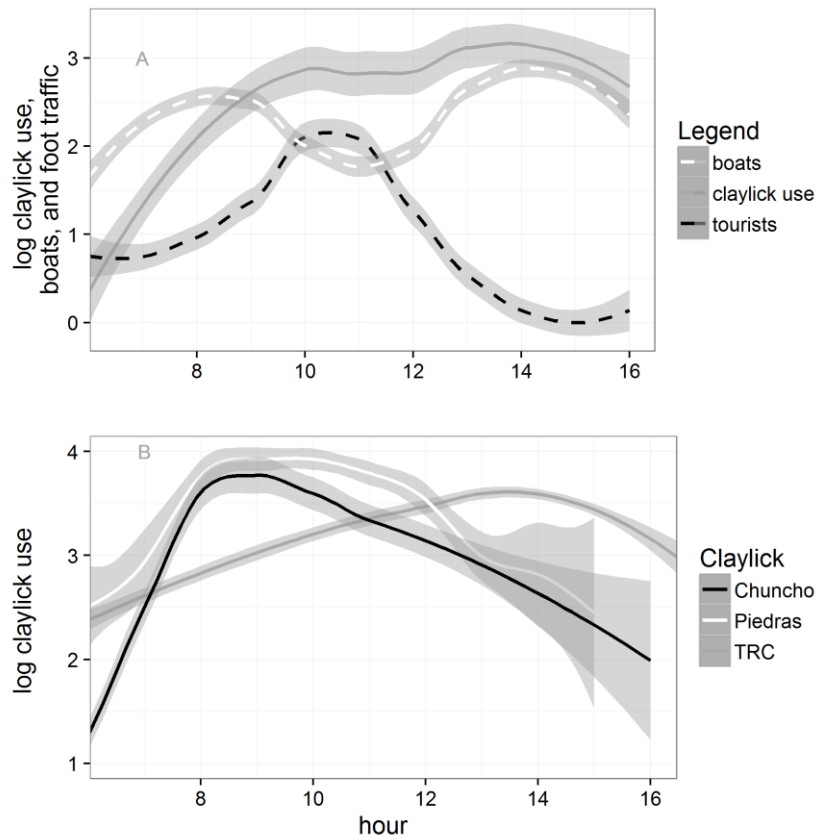 A
log claylick use,
boats, and foot traffic
3
2
1
0
8 10 12 14 16
Legend
boats
claylick use
tourists
B
log claylick use
4
3
2
1
8 10 12 14 16
hour
Claylick
Chuncho
Piedras
TRC